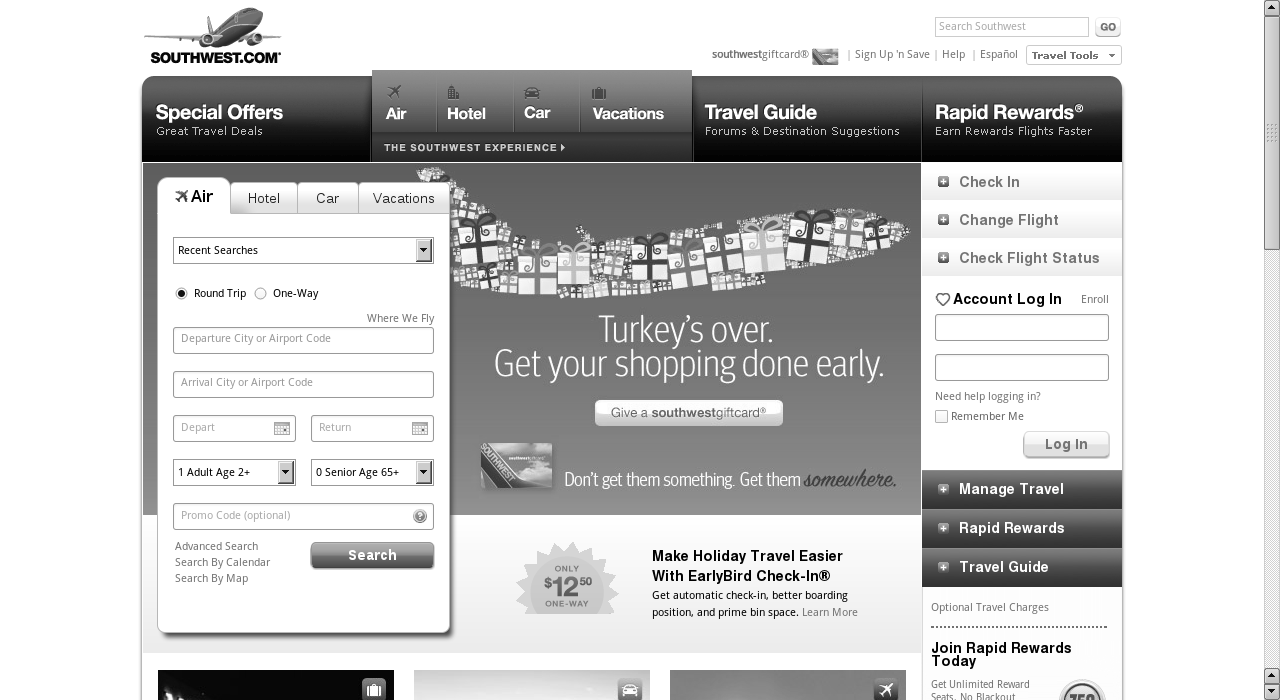 SOUTHWEST.COM®
Search Southwest
GO
southwestgiftcard®
Sign Up 'n Save
Help
Español
Travel Tools
Special Offers
Great Travel Deals
Air
Hotel
Car
Vacations
THE SOUTHWEST EXPERIENCE
Travel Guide
Forums & Destination Suggestions
Rapid Rewards®
Earn Rewards Flights Faster
Air
Hotel
Car
Vacations
Recent Searches
Round Trip
One-Way
Where We Fly
Departure City or Airport Code
Arrival City or Airport Code
Depart
Return
1 Adult Age 2+
0 Senior Age 65+
Promo Code (optional)
?
Advanced Search
Search By Calendar
Search By Map
Search
Turkey's over.
Get your shopping done early.
Give a southwestgiftcard®
SOUTHWEST
southwestgiftcard
Don't get them something. Get them somewhere.
ONLY
$12.50
ONE-WAY
Make Holiday Travel Easier
With EarlyBird Check-In®
Get automatic check-in, better boarding
position, and prime bin space. Learn More
Check In
Change Flight
Check Flight Status
Account Log In
Enroll
Need help logging in?
Remember Me
Log In
Manage Travel
Rapid Rewards
Travel Guide
Optional Travel Charges
Join Rapid Rewards
Today
Get Unlimited Reward
Seats, No Blackout
750